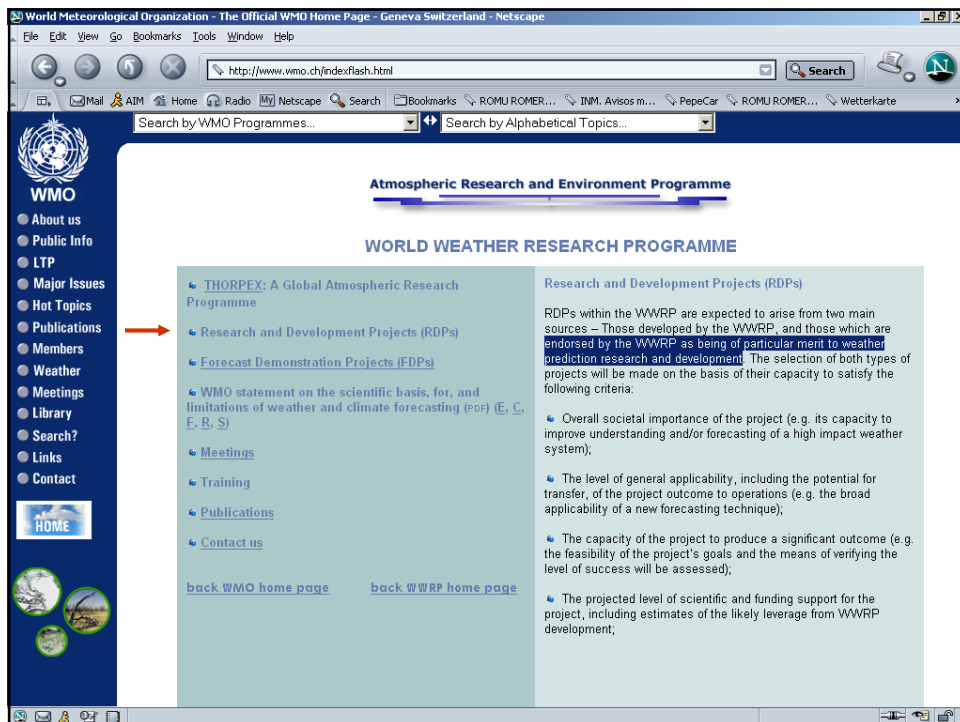 World Meteorological Organization - The Official WMO Home Page - Geneva Switzerland - Netscape
File Edit View Go Bookmarks Tools Window Help
http://www.wmo.ch/indexflash.html
Search
N
Mail AIM Home Radio My Netscape Search Bookmarks ROMU ROMER... INM. Avisos m... PepeCar ROMU ROMER... Wetterkarte
Search by WMO Programmes... Search by Alphabetical Topics...
WMO
About us
Public Info
LTP
Major Issues
Hot Topics
Publications
Members
Weather
Meetings
Library
Search?
Links
Contact
HOME
Atmospheric Research and Environment Programme
WORLD WEATHER RESEARCH PROGRAMME
THORPEX: A Global Atmospheric Research
Programme
Research and Development Projects (RDPs)
Forecast Demonstration Projects (FDPs)
WMO statement on the scientific basis, for, and
limitations of weather and climate forecasting (PDF) (E, C,
F, R, S)
Meetings
Training
Publications
Contact us
back WMO home page back WWRP home page
Research and Development Projects (RDPs)
RDPs within the WWRP are expected to arise from two main
sources – Those developed by the WWRP, and those which are
endorsed by the WWRP as being of particular merit to weather
prediction research and development. The selection of both types of
projects will be made on the basis of their capacity to satisfy the
following criteria:
Overall societal importance of the project (e.g. its capacity to
improve understanding and/or forecasting of a high impact weather
system);
The level of general applicability, including the potential for
transfer, of the project outcome to operations (e.g. the broad
applicability of a new forecasting technique);
The capacity of the project to produce a significant outcome (e.g.
the feasibility of the project's goals and the means of verifying the
level of success will be assessed);
The projected level of scientific and funding support for the
project, including estimates of the likely leverage from WWRP
development;